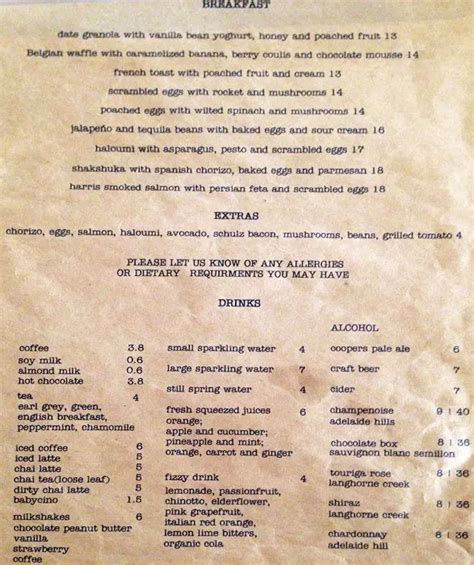 BREAKFAST
date granola with vanilla bean yoghurt, honey and poached fruit 13
Belgian waffle with caramelized banana, berry coulis and chocolate mousse 14
french toast with poached fruit and cream 13
scrambled eggs with rocket and mushrooms 14
poached eggs with wilted spinach and mushrooms 14
jalapeño and tequila beans with baked eggs and sour cream 16
haloumi with asparagus, pesto and scrambled eggs 17
shakshuka with spanish chorizo, baked eggs and parmesan 18
harris smoked salmon with persian feta and scrambled eggs 18
EXTRAS
chorizo, eggs, salmon, haloumi, avocado, schulz bacon, mushrooms, beans, grilled tomato 4
PLEASE LET US KNOW OF ANY ALLERGIES
OR DIETARY REQUIRMENTS YOU MAY HAVE
DRINKS
coffee 3.8
soy milk 0.6
almond milk 0.6
hot chocolate 3.8
tea 4
earl grey, green,
english breakfast,
peppermint, chamomile
iced coffee 6
iced latte 5
chai latte 5
chai tea(loose leaf) 5
dirty chai latte 5
babycino 1.5
milkshakes 6
chocolate peanut butter
vanilla
strawberry
coffee
small sparkling water 4
large sparkling water 7
still spring water 4
fresh squeezed juices 6
orange;
apple and cucumber;
pineapple and mint;
orange, carrot and ginger
fizzy drink 4
lemonade, passionfruit,
chinotto, elderflower,
pink grapefruit,
italian red orange,
lemon lime bitters,
organic cola
ALCOHOL
coopers pale ale 6
craft beer 7
cider 7
champenoise 9 | 40
adelaide hills
chocolate box 8 | 36
sauvignon blanc semillon
touriga rose 8 | 36
langhorne creek
shiraz 8 | 36
langhorne creek
chardonnay 8 | 36
adelaide hill